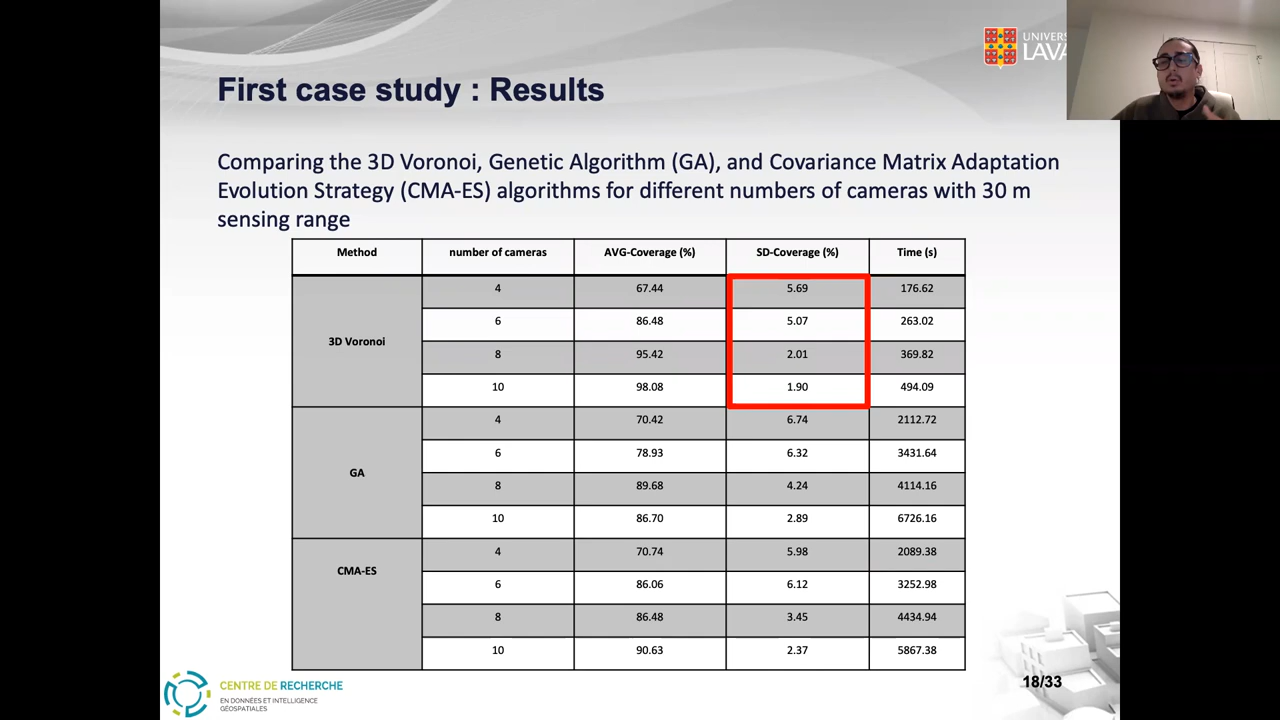 UNIVERS
LAVA
First case study : Results
Comparing the 3D Voronoi, Genetic Algorithm (GA), and Covariance Matrix Adaptation
Evolution Strategy (CMA-ES) algorithms for different numbers of cameras with 30 m
sensing range
Method number of cameras AVG-Coverage (%) SD-Coverage (%) Time (s)
3D Voronoi
4 67.44 5.69 176.62
6 86.48 5.07 263.02
8 95.42 2.01 369.82
10 98.08 1.90 494.09
GA
4 70.42 6.74 2112.72
6 78.93 6.32 3431.64
8 89.68 4.24 4114.16
10 86.70 2.89 6726.16
CMA-ES
4 70.74 5.98 2089.38
6 86.06 6.12 3252.98
8 86.48 3.45 4434.94
10 90.63 2.37 5867.38
CENTRE DE RECHERCHE
EN DONNÉES ET INTELLIGENCE
GÉOSPATIALES
18/33